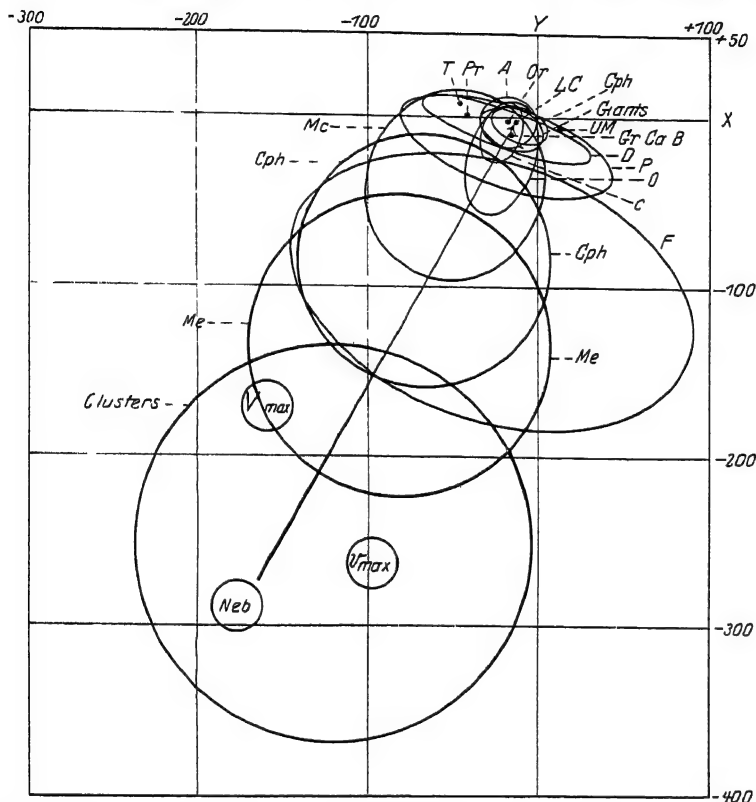 -300 -200 -100 Y +100
+50
T Pr A Or LC Cph
Giants
Mc X UM
Gr Ca B
Cph D
P
O
c
F
Cph
-100
Me Me
Clusters V max
-200
v max
Neb
-300
-400